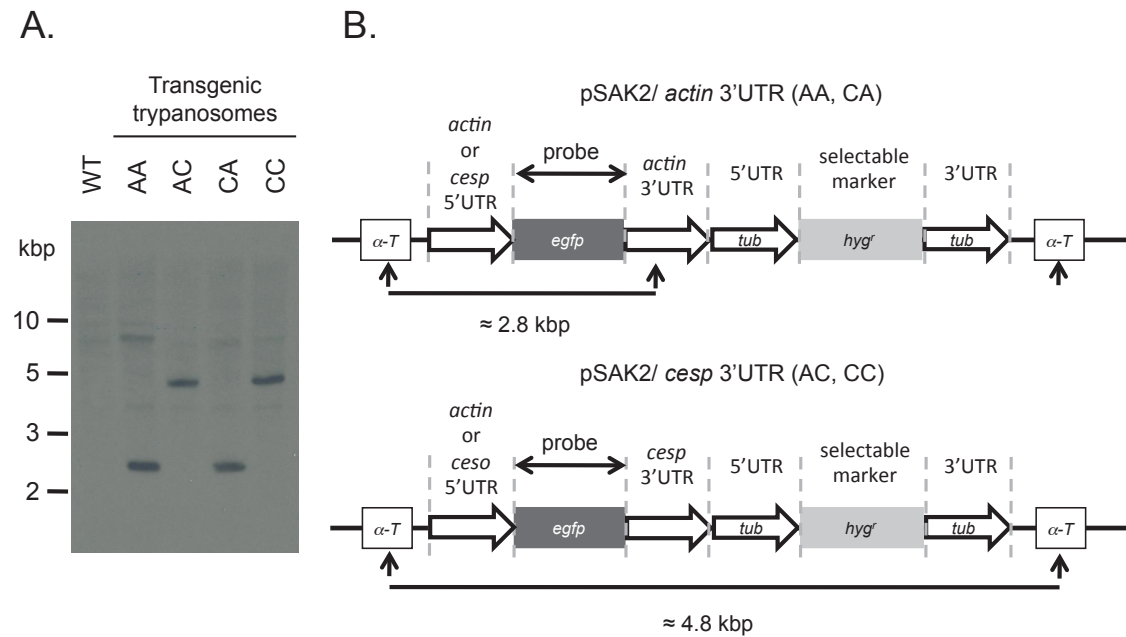 A.
Transgenic
trypanosomes
WT
AA
AC
CA
CC
kbp
10
5
3
2
B.
pSAK2/ actin 3'UTR (AA, CA)
actin
or
cesp
5'UTR
probe
actin
3'UTR
5'UTR
selectable
marker
3'UTR
α-T
egfp
tub
hygʳ
tub
α-T
≈ 2.8 kbp
pSAK2/ cesp 3'UTR (AC, CC)
actin
or
ceso
5'UTR
probe
cesp
3'UTR
5'UTR
selectable
marker
3'UTR
α-T
egfp
tub
hygʳ
tub
α-T
≈ 4.8 kbp